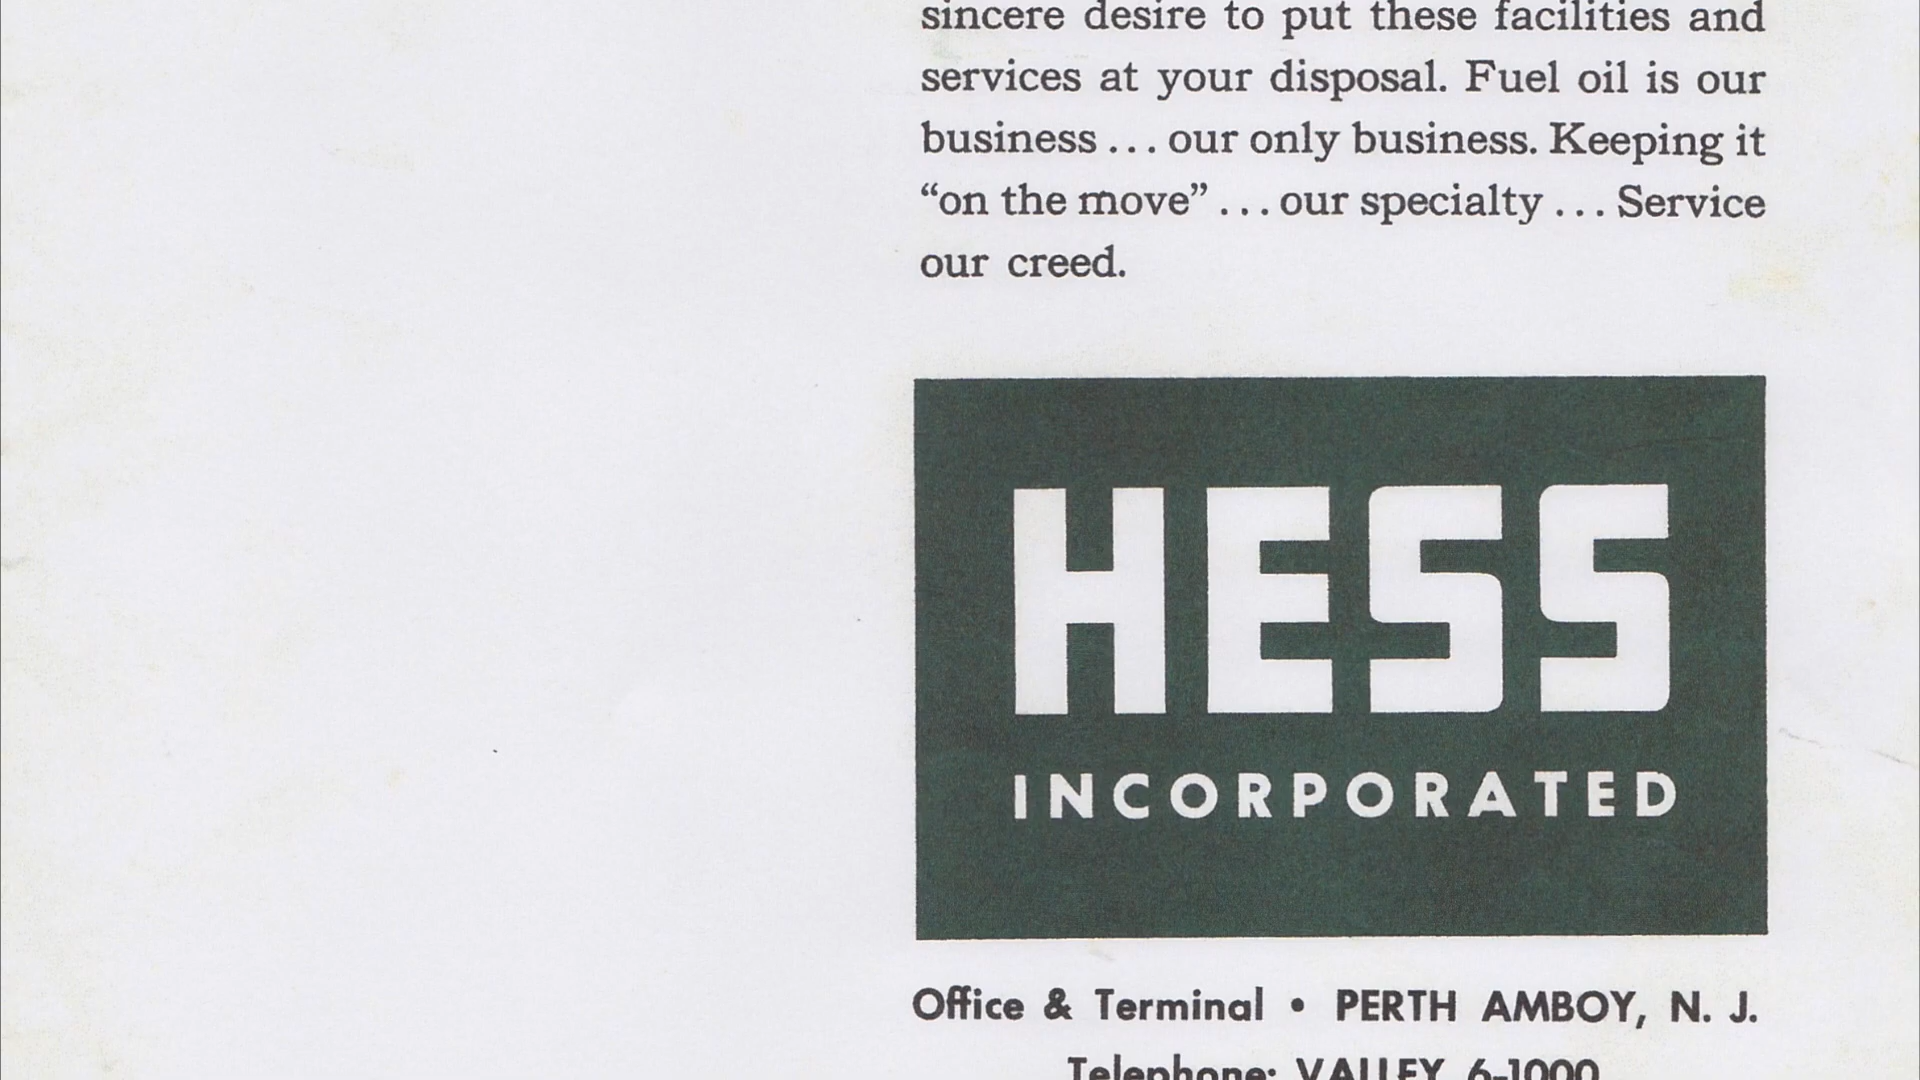 sincere desire to put these facilities and
services at your disposal. Fuel oil is our
business ... our only business. Keeping it
“on the move” ... our specialty ... Service
our creed.
HESS
INCORPORATED
Office & Terminal • PERTH AMBOY, N. J.
Telephone: VALLEY 6-1000